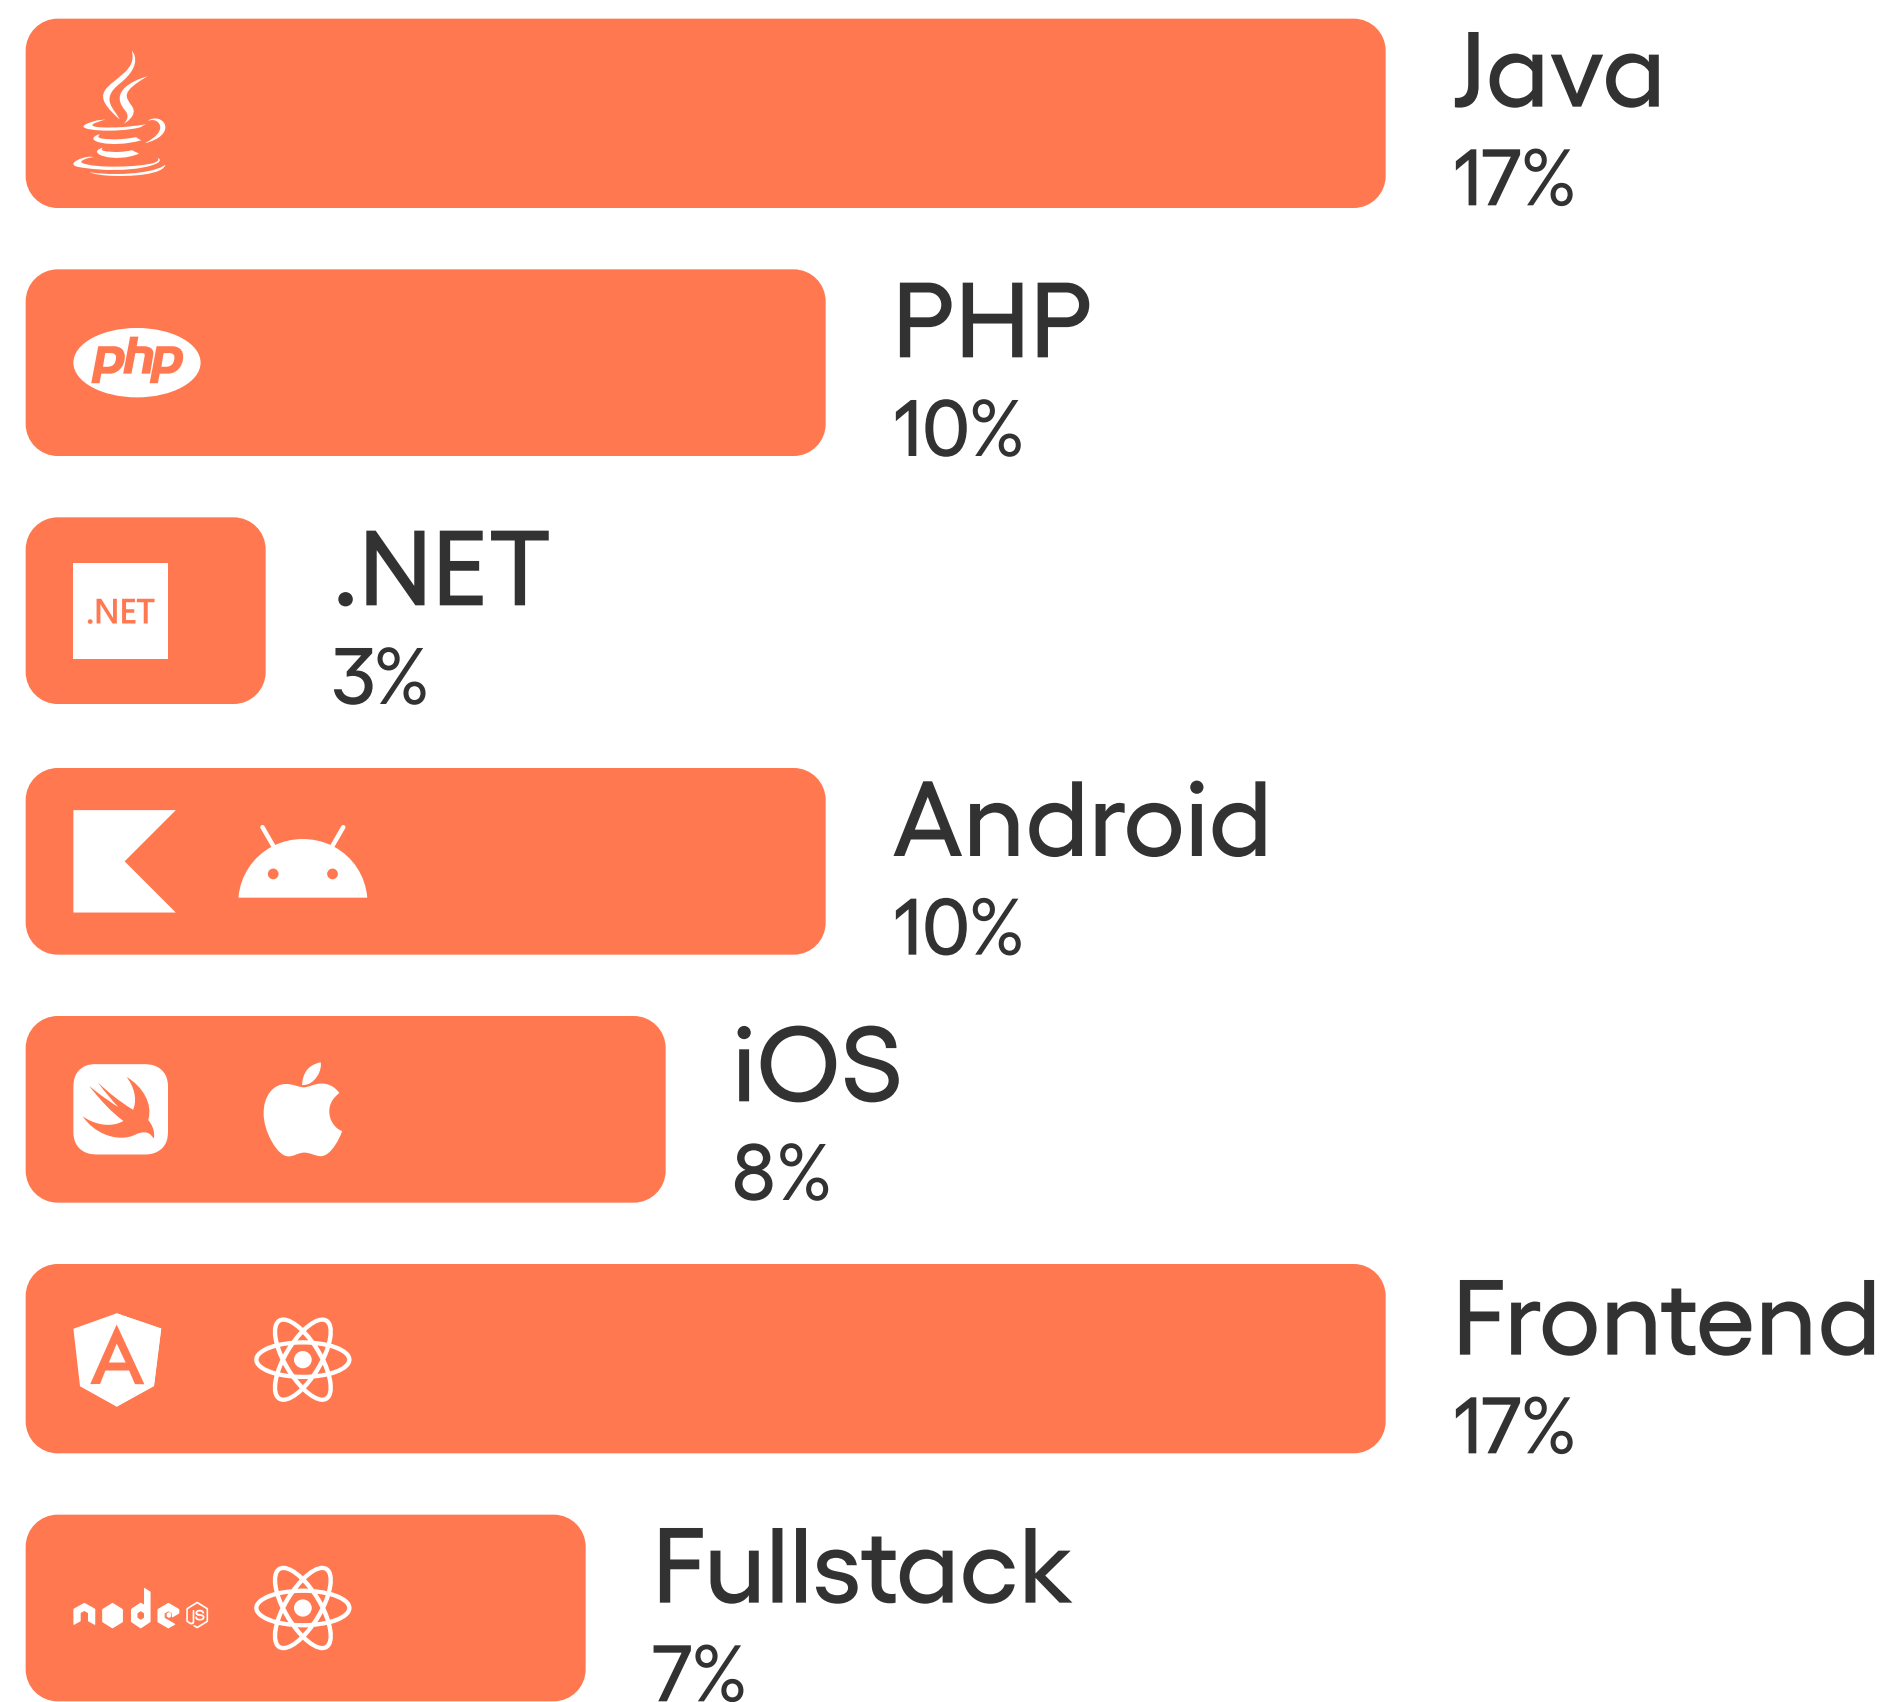 Java
17%
php
PHP
10%
.NET
.NET
3%
Android
10%
iOS
8%
A
Frontend
17%
node JS
Fullstack
7%